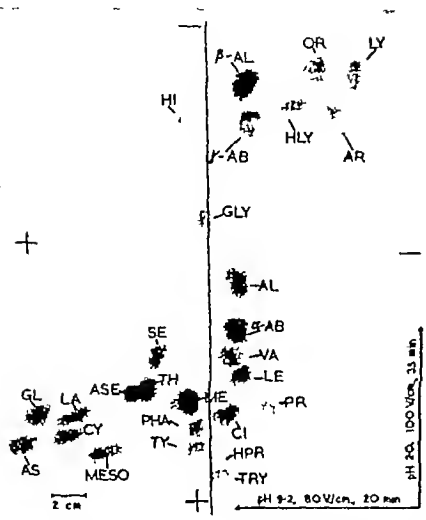 OR
LY
β-AL
HI
HLY
γ-AB
AR
GLY
+
—
AL
α-AB
SE
VA
TH
LE
ASE
GL
LA
ME
PR
PHA
CI
CY
TY
HPR
AS
MESO
TRY
2 cm
+
pH 9·2, 80 V/cm, 20 min
pH 2·0, 100 V/cm, 35 min